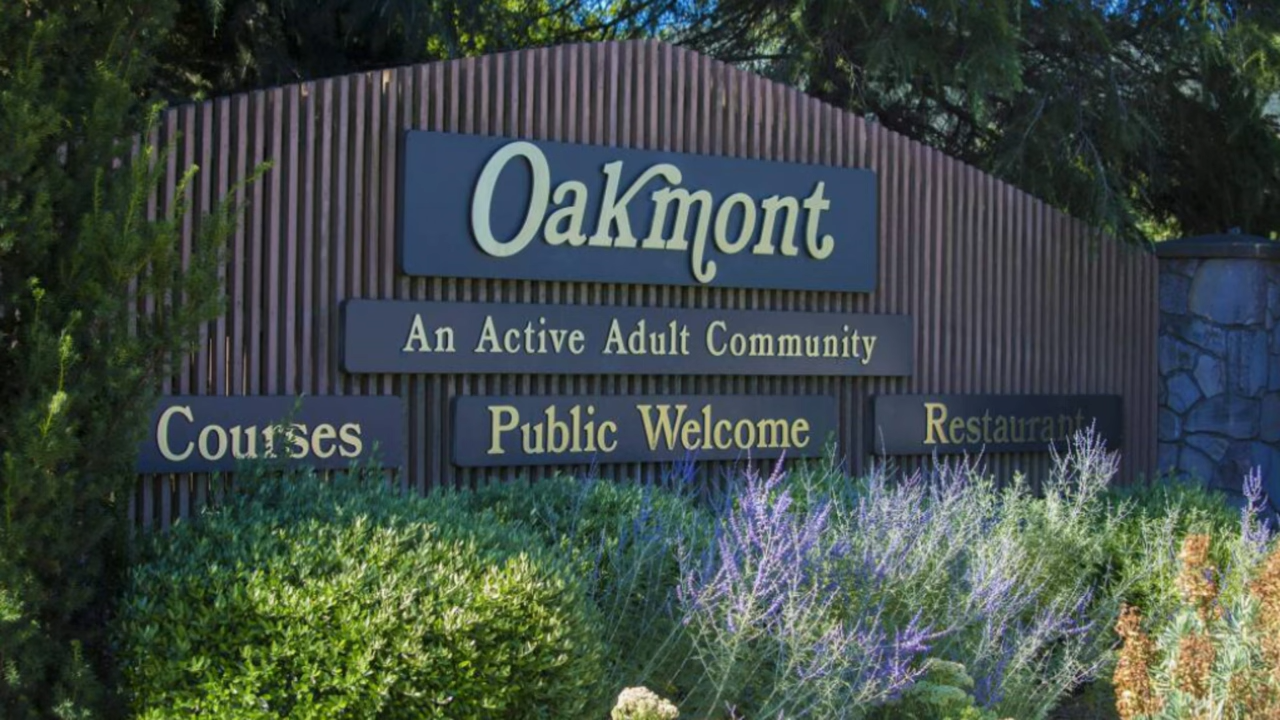 Oakmont
An Active Adult Community
Courses
Public Welcome
Restaurant